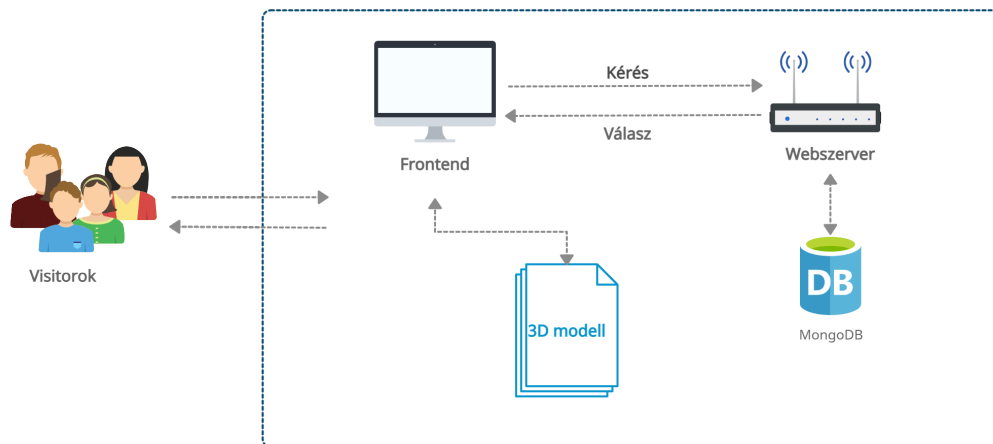 Kérés
Válasz
Frontend
Webszerver
Visitorok
DB
3D modell
MongoDB